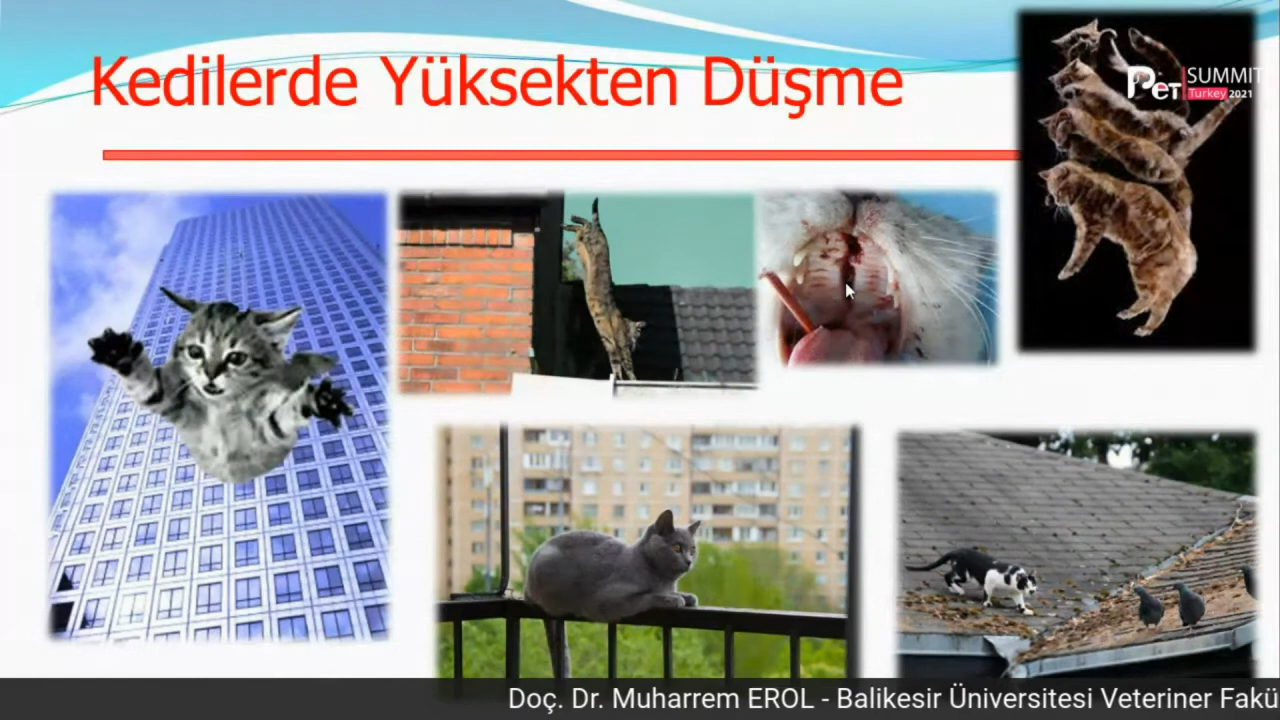 Kedilerde Yüksekten Düşme
PET SUMMIT
Turkey 2021
Doç. Dr. Muharrem EROL - Balikesir Üniversitesi Veteriner Fakü